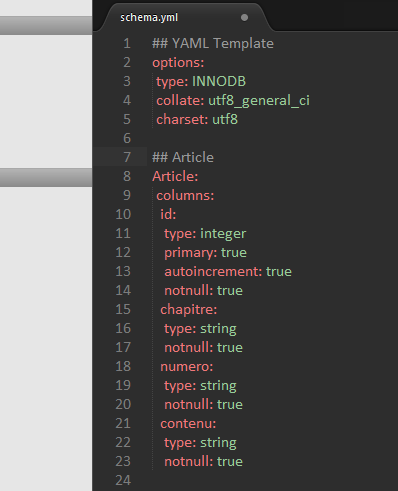 schema.yml
1 ## YAML Template
2 options:
3 type: INNODB
4 collate: utf8_general_ci
5 charset: utf8
6
7 ## Article
8 Article:
9 columns:
10 id:
11 type: integer
12 primary: true
13 autoincrement: true
14 notnull: true
15 chapitre:
16 type: string
17 notnull: true
18 numero:
19 type: string
20 notnull: true
21 contenu:
22 type: string
23 notnull: true
24